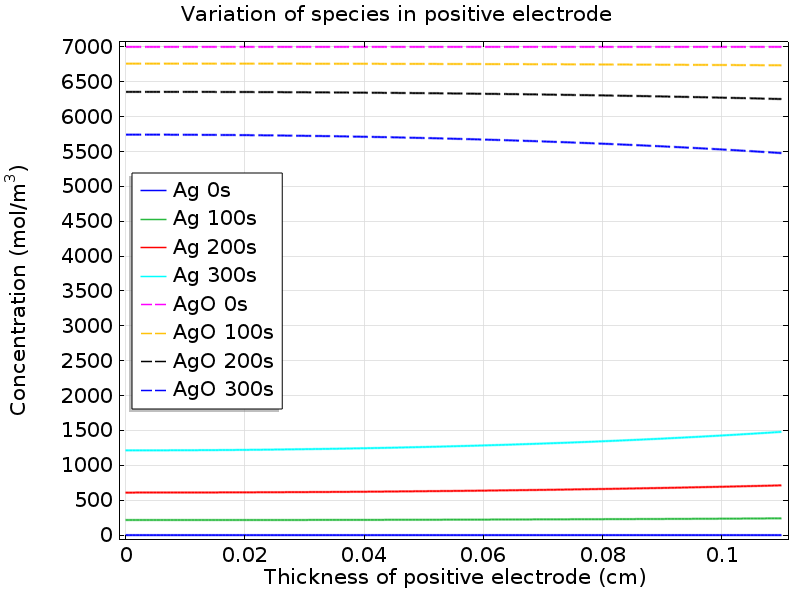 Variation of species in positive electrode
Concentration (mol/m³)
7000
6500
6000
5500
5000
4500
4000
3500
3000
2500
2000
1500
1000
500
0
Ag 0s
Ag 100s
Ag 200s
Ag 300s
AgO 0s
AgO 100s
AgO 200s
AgO 300s
0 0.02 0.04 0.06 0.08 0.1
Thickness of positive electrode (cm)